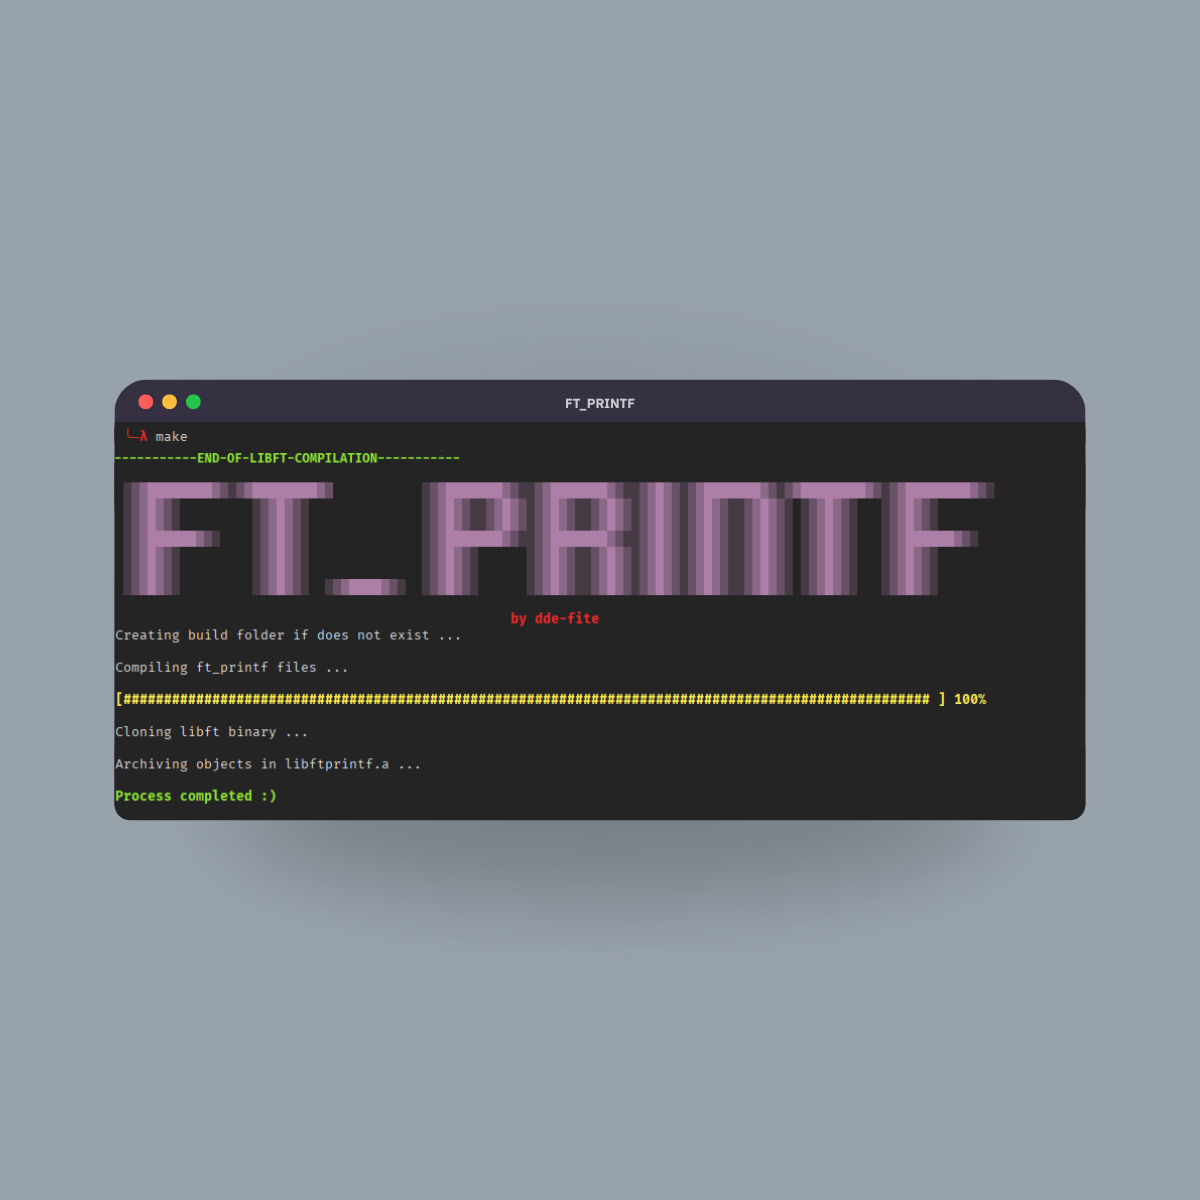 FT_PRINTF
╰─λ make
-----------END-OF-LIBFT-COMPILATION-----------
FT_PRINTF
by dde-fite
Creating build folder if does not exist ...
Compiling ft_printf files ...
[#################################################################################################### ] 100%
Cloning libft binary ...
Archiving objects in libftprintf.a ...
Process completed :)